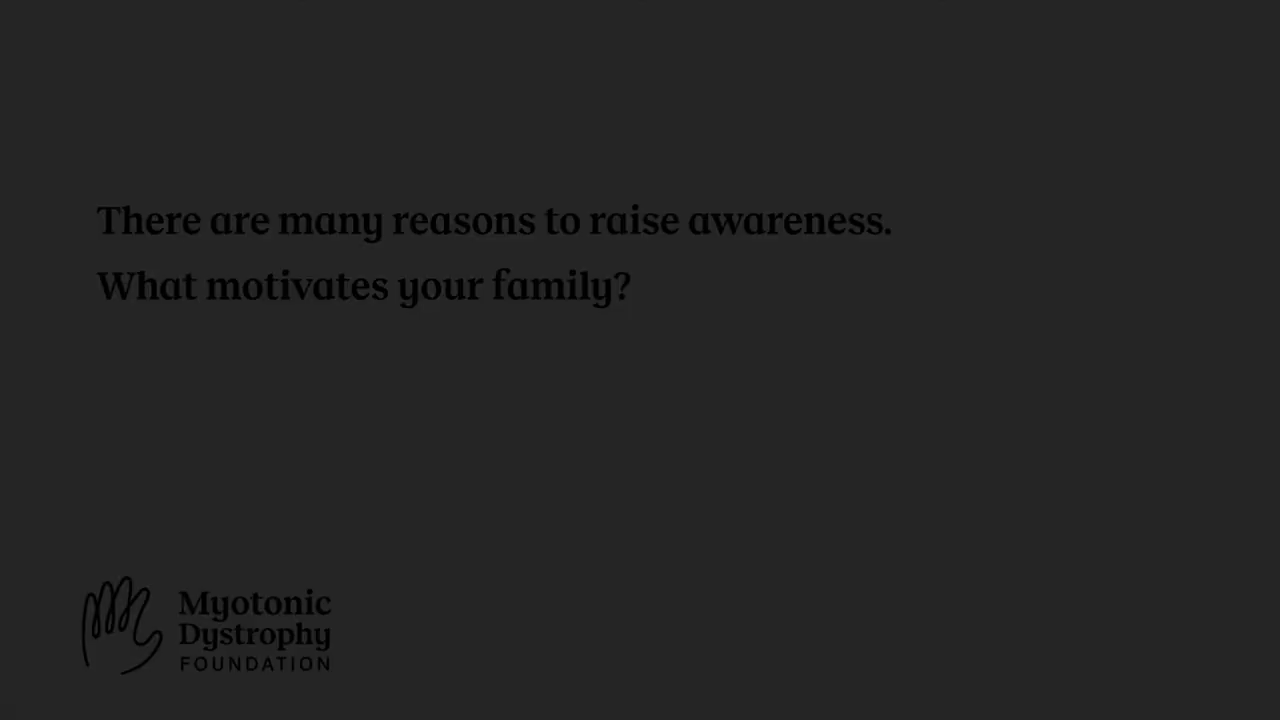 There are many reasons to raise awareness.
What motivates your family?
Myotonic
Dystrophy
FOUNDATION